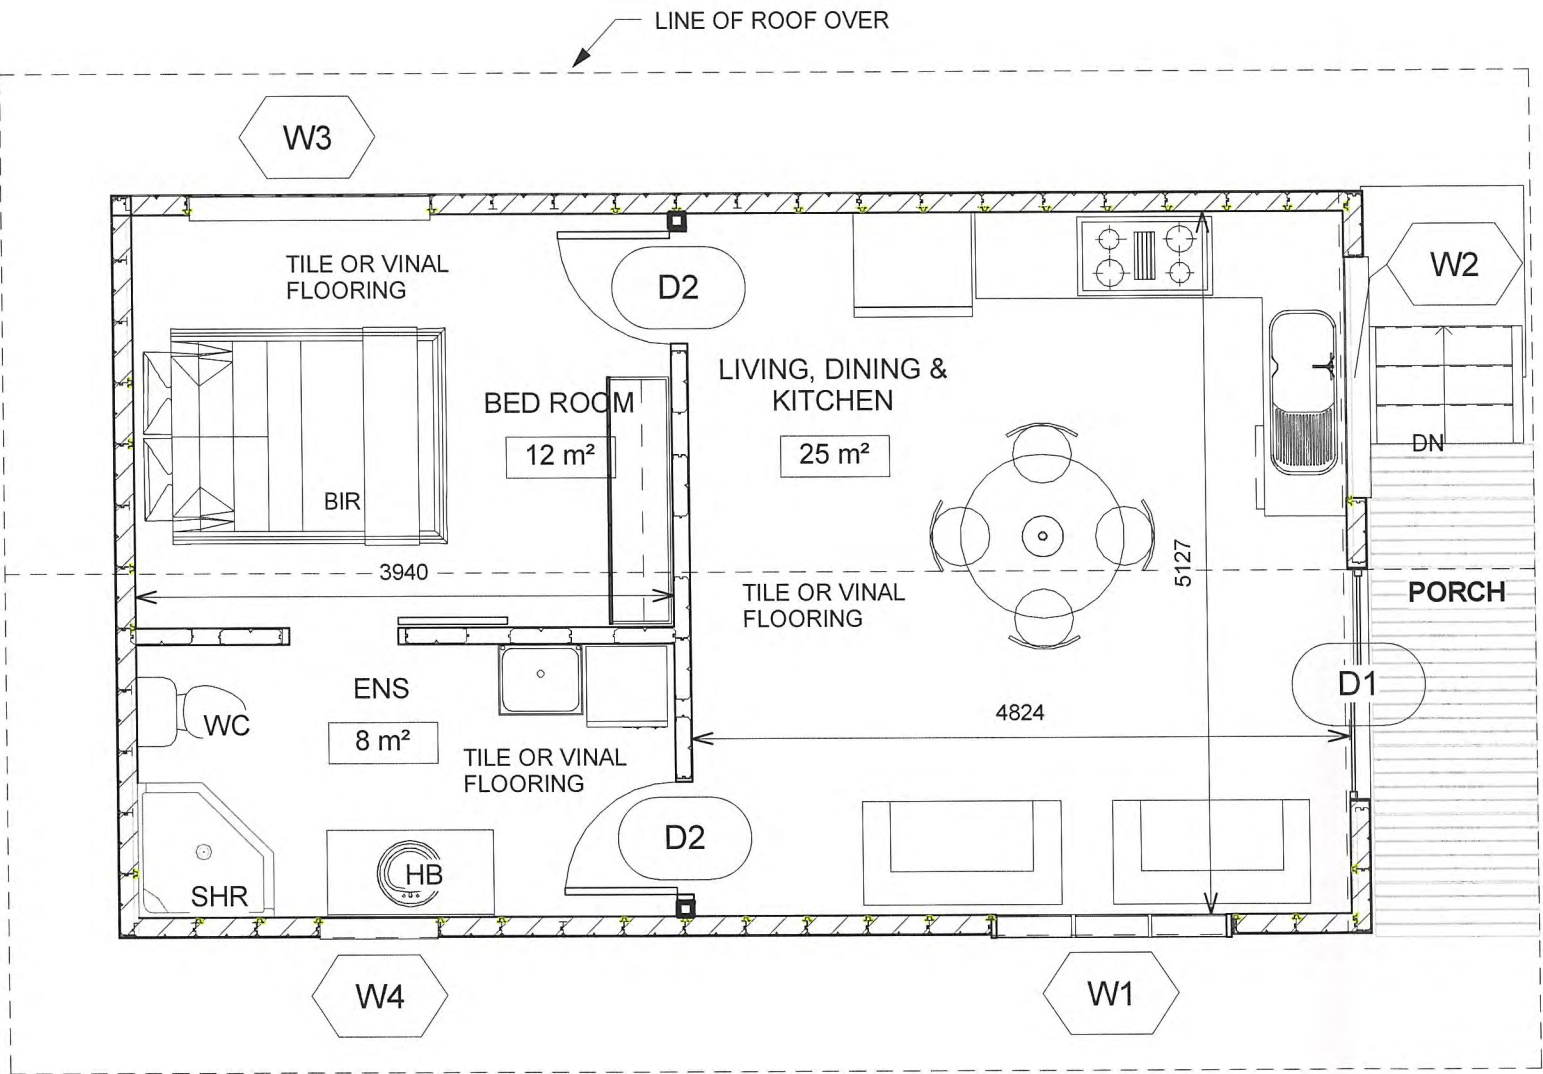 LINE OF ROOF OVER
W3
W2
TILE OR VINAL
FLOORING
D2
LIVING, DINING &
KITCHEN
BED ROOM
12 m²
25 m²
DN
BIR
3940
5127
TILE OR VINAL
FLOORING
PORCH
ENS
D1
WC
8 m²
4824
TILE OR VINAL
FLOORING
D2
SHR
HB
W4
W1